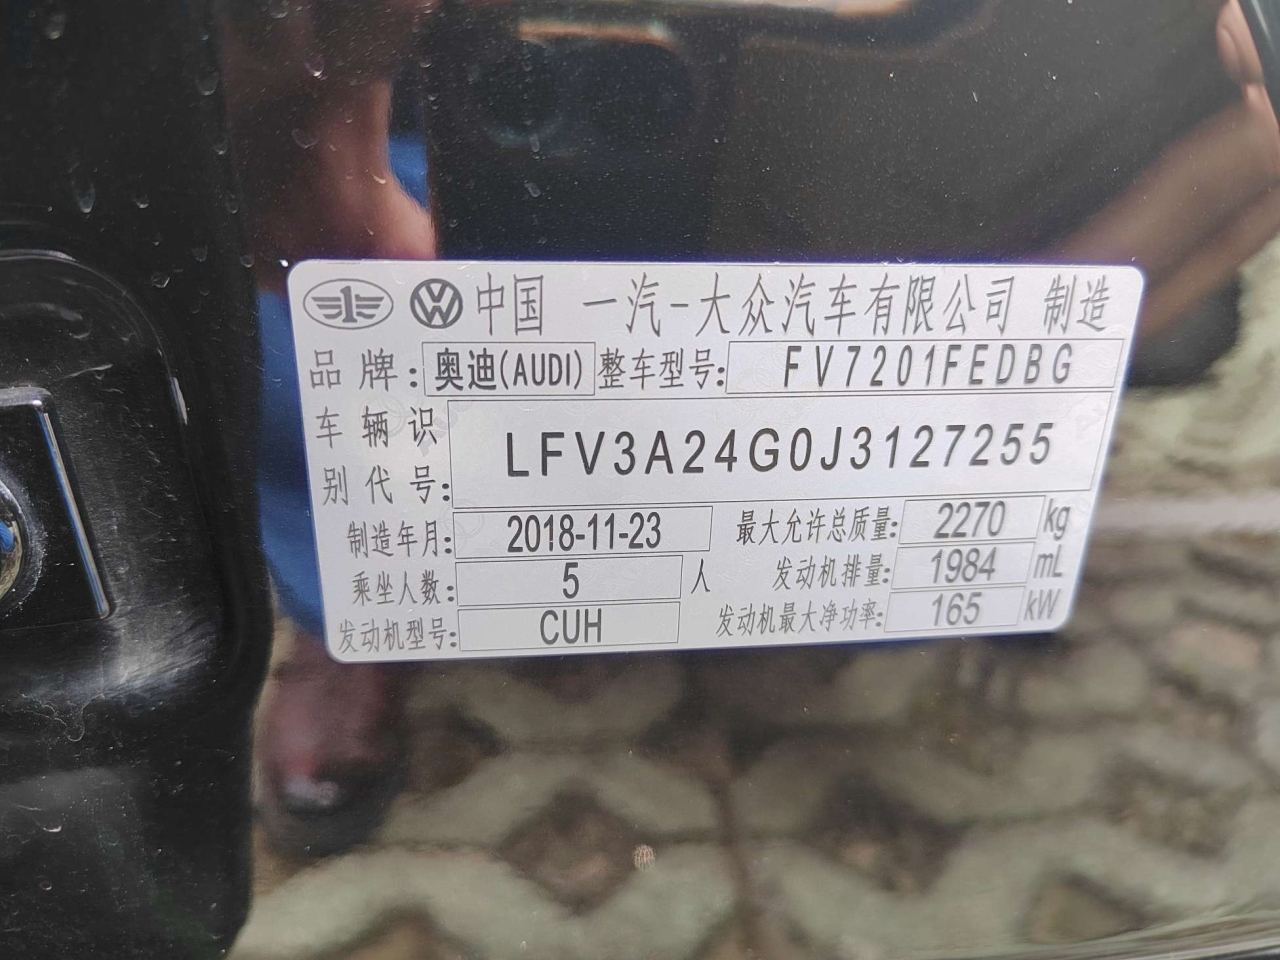 中国 一汽-大众汽车有限公司 制造
品牌: 奥迪(AUDI) 整车型号: FV7201FEDBG
车辆识别代号: LFV3A24G0J3127255
制造年月: 2018-11-23 最大允许总质量: 2270 kg
乘坐人数: 5 人 发动机排量: 1984 mL
发动机型号: CUH 发动机最大净功率: 165 kW